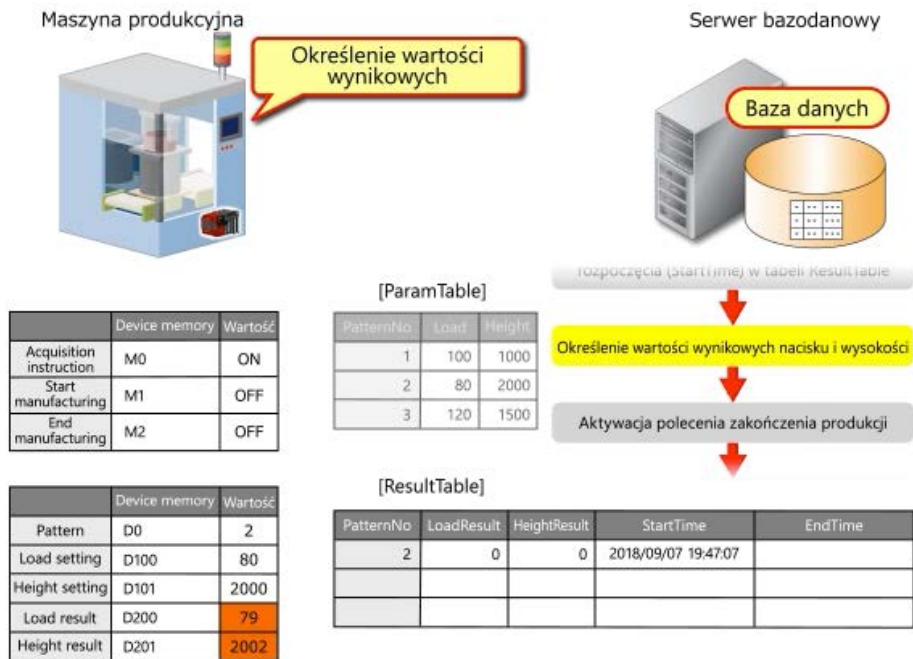 Maszyna produkcyjna
Serwer bazodanowy
Określenie wartości
wynikowych
Baza danych
rozpoczęcia (StartTime) w tabeli ResultTable
Określenie wartości wynikowych nacisku i wysokości
Aktywacja polecenia zakończenia produkcji
Device memory Wartość
Acquisition
instruction M0 ON
Start
manufacturing M1 OFF
End
manufacturing M2 OFF
[ParamTable]
PatternNo Load Height
1 100 1000
2 80 2000
3 120 1500
Device memory Wartość
Pattern D0 2
Load setting D100 80
Height setting D101 2000
Load result D200 79
Height result D201 2002
[ResultTable]
PatternNo LoadResult HeightResult StartTime EndTime
2 0 0 2018/09/07 19:47:07